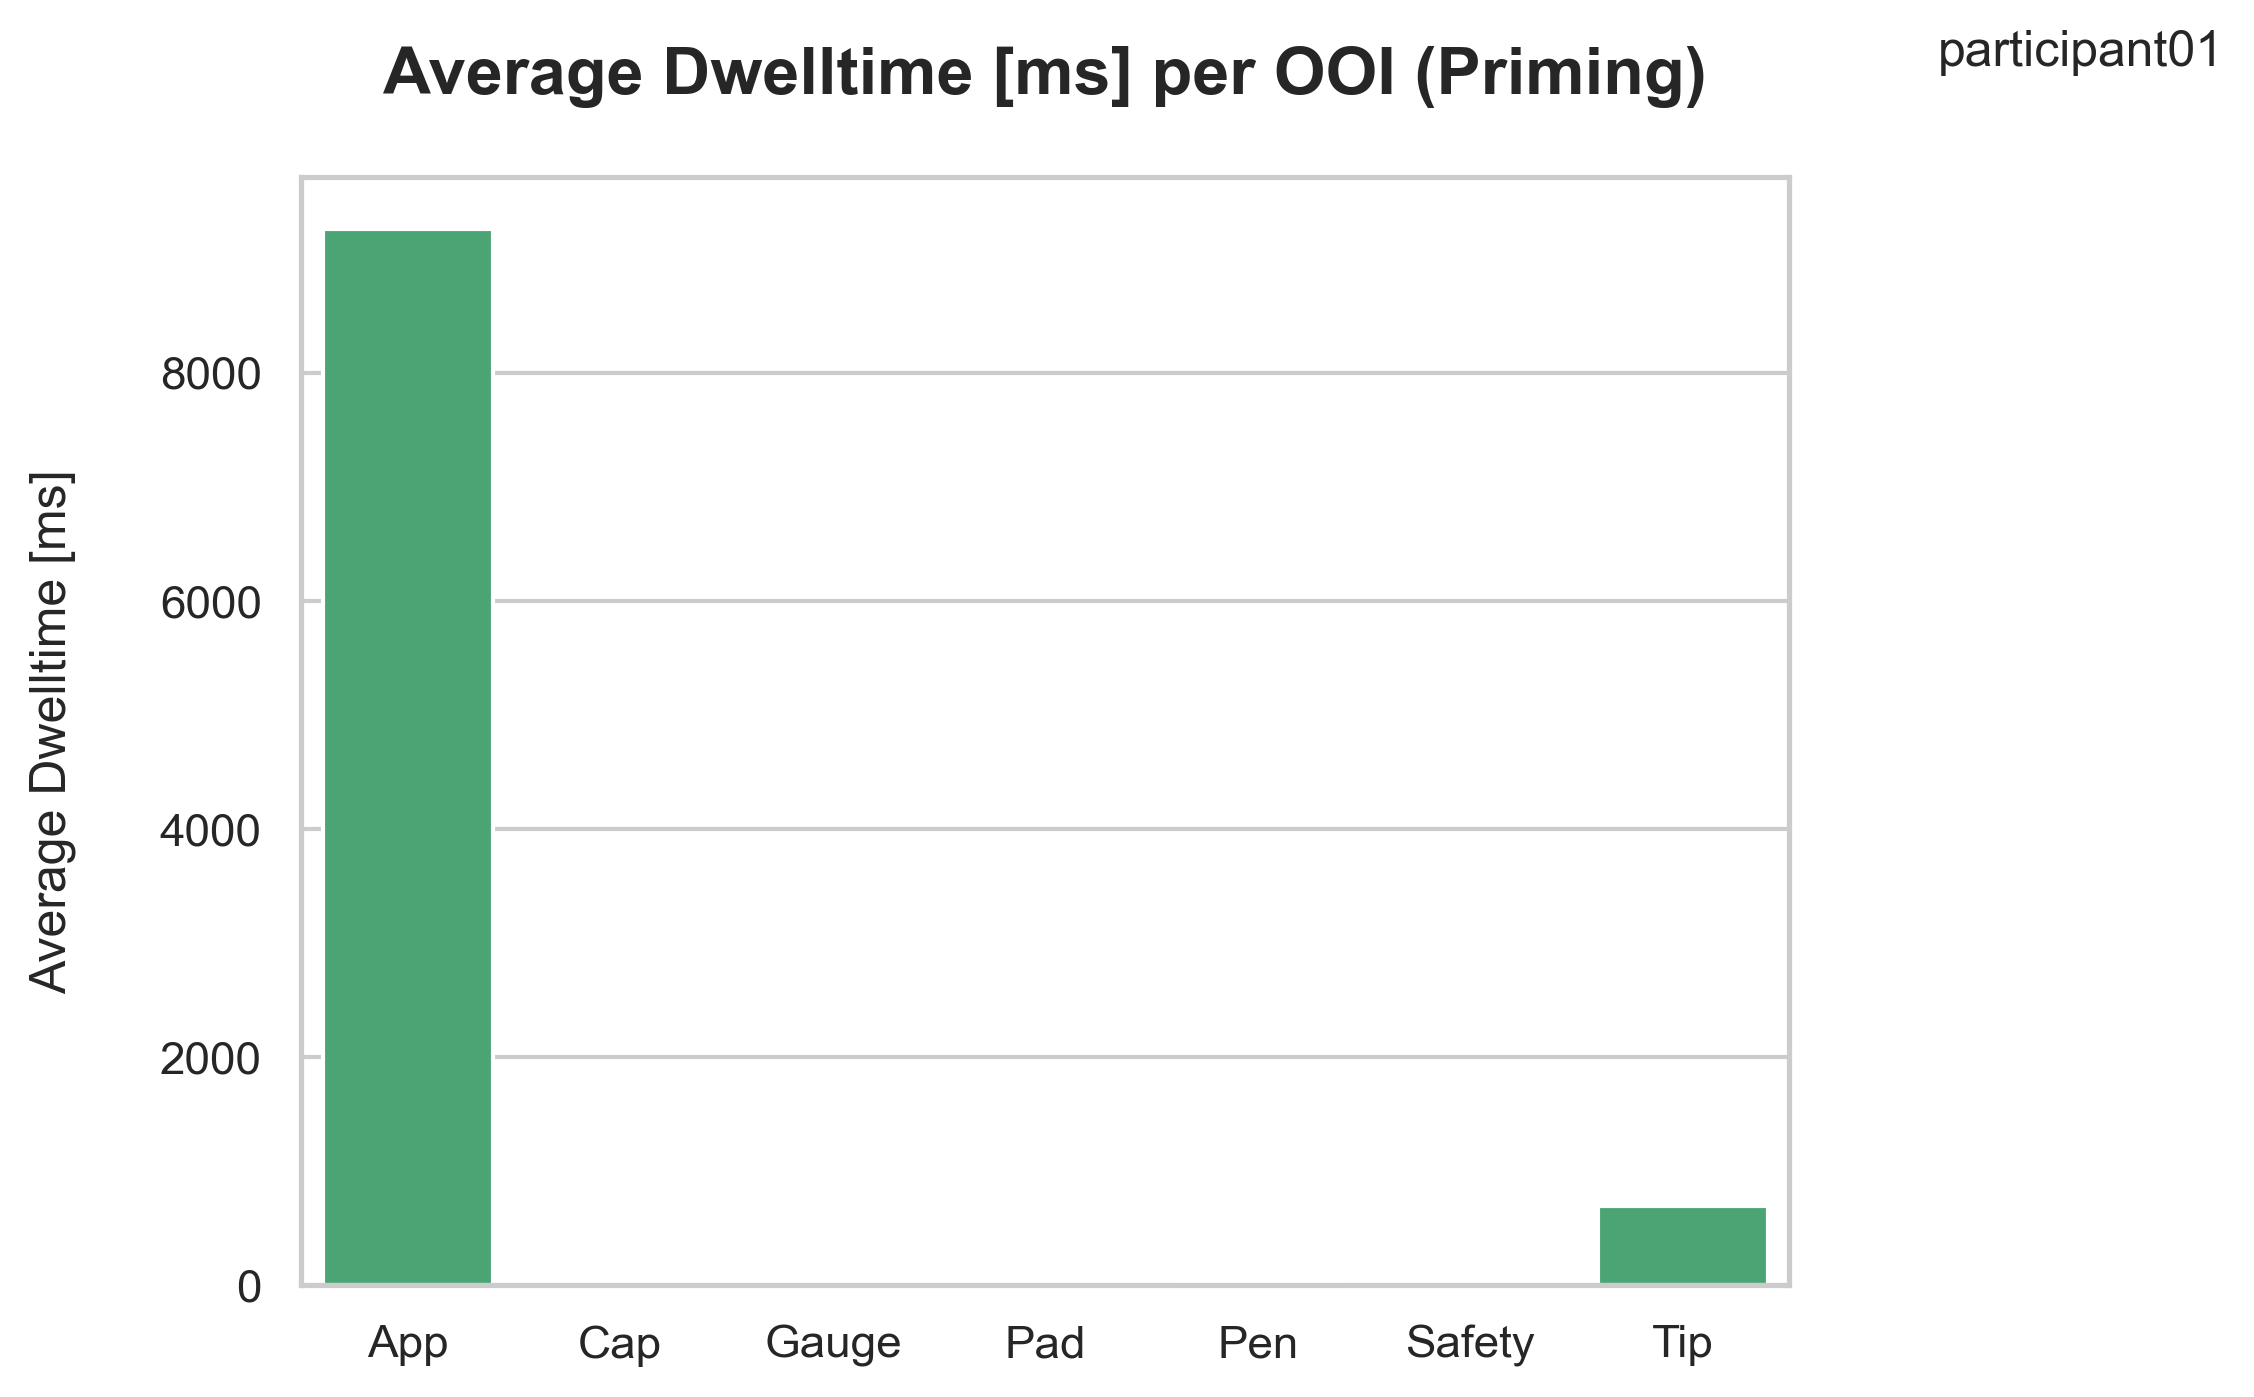 participant01
Average Dwelltime [ms] per OOI (Priming)
Average Dwelltime [ms]
8000
6000
4000
2000
0
App Cap Gauge Pad Pen Safety Tip